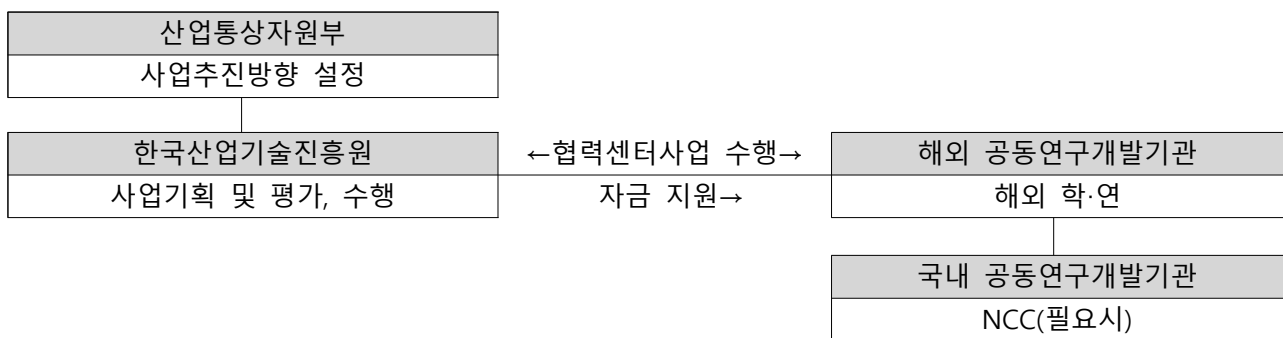 산업통상자원부
사업추진방향 설정
한국산업기술진흥원
사업기획 및 평가, 수행
←협력센터사업 수행→
자금 지원→
해외 공동연구개발기관
해외 학·연
국내 공동연구개발기관
NCC(필요시)